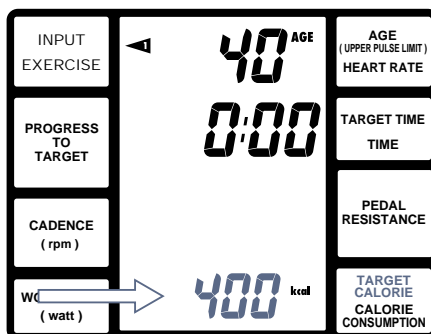 INPUT
EXERCISE
1
40 AGE
AGE
( UPPER PULSE LIMIT )
HEART RATE
PROGRESS
TO
TARGET
0:00
TARGET TIME
TIME
CADENCE
( rpm )
PEDAL
RESISTANCE
( watt )
400 kcal
TARGET
CALORIE
CALORIE
CONSUMPTION